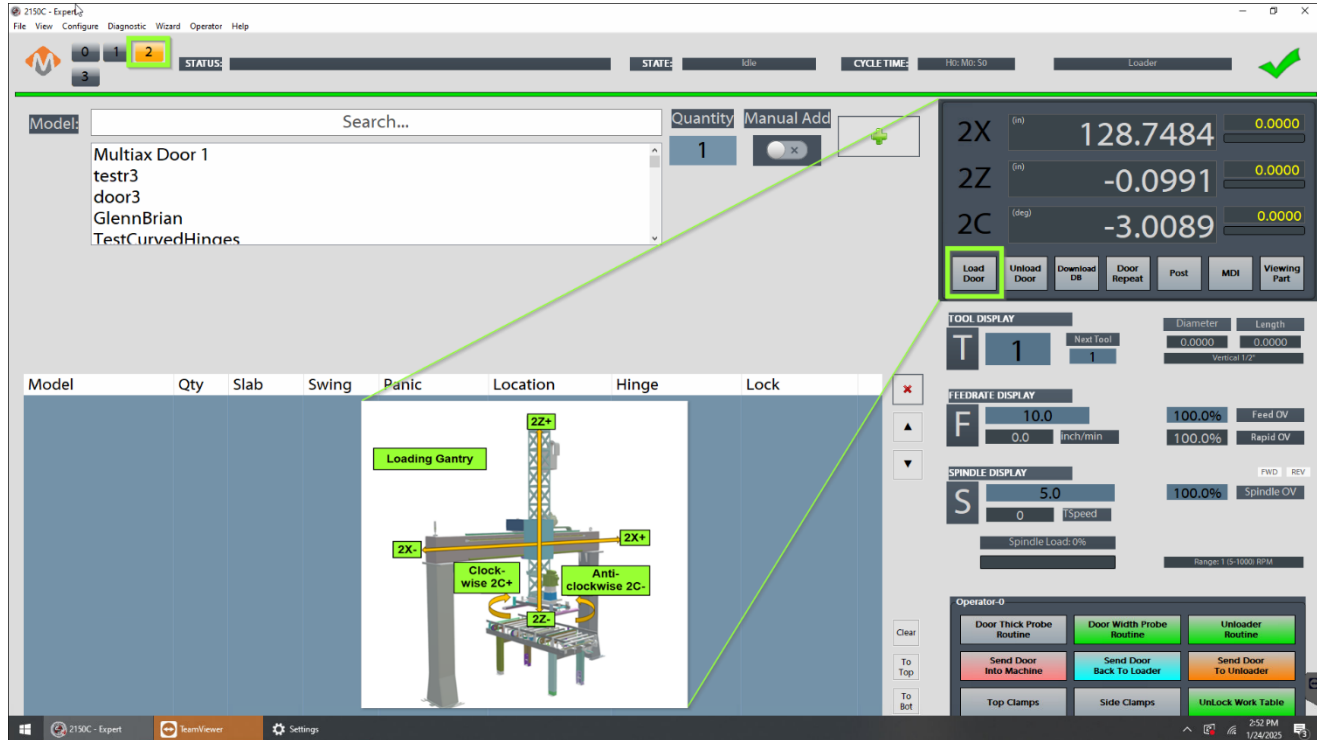 2150C - Expert
File View Configure Diagnostic Wizard Operator Help
0 1 2
3
STATUS:
STATE: Idle
CYCLE TIME: H0: M0: S0
Loader
Model:
Search...
Quantity
1
Manual Add
Multiax Door 1
testr3
door3
GlennBrian
TestCurvedHinges
2X (in) 128.7484 0.0000
2Z (in) -0.0991 0.0000
2C (deg) -3.0089 0.0000
Load Door
Unload Door
Download DB
Door Repeat
Post
MDI
Viewing Part
TOOL DISPLAY
T 1
Next Tool
1
Diameter Length
0.0000 0.0000
Vertical 1/2"
FEEDRATE DISPLAY
F 10.0
0.0 Inch/min
100.0% Feed OV
100.0% Rapid OV
SPINDLE DISPLAY
FWD REV
S 5.0
0 TSpeed
100.0% Spindle OV
Spindle Load: 0%
Range: 1 (5-1000) RPM
Model Qty Slab Swing Panic Location Hinge Lock
Loading Gantry
2Z+
2X-
2X+
Clock-
wise 2C+
Anti-
clockwise 2C-
2Z-
Clear
To
Top
To
Bot
Operator-0
Door Thick Probe Routine
Door Width Probe Routine
Unloader Routine
Send Door Into Machine
Send Door Back To Loader
Send Door To Unloader
Top Clamps
Side Clamps
UnLock Work Table
2150C - Expert
TeamViewer
Settings
2:52 PM
1/24/2025
3